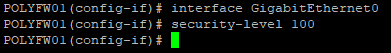 POLYFW01(config-if)# interface GigabitEthernet0
POLYFW01(config-if)# security-level 100
POLYFW01(config-if)#